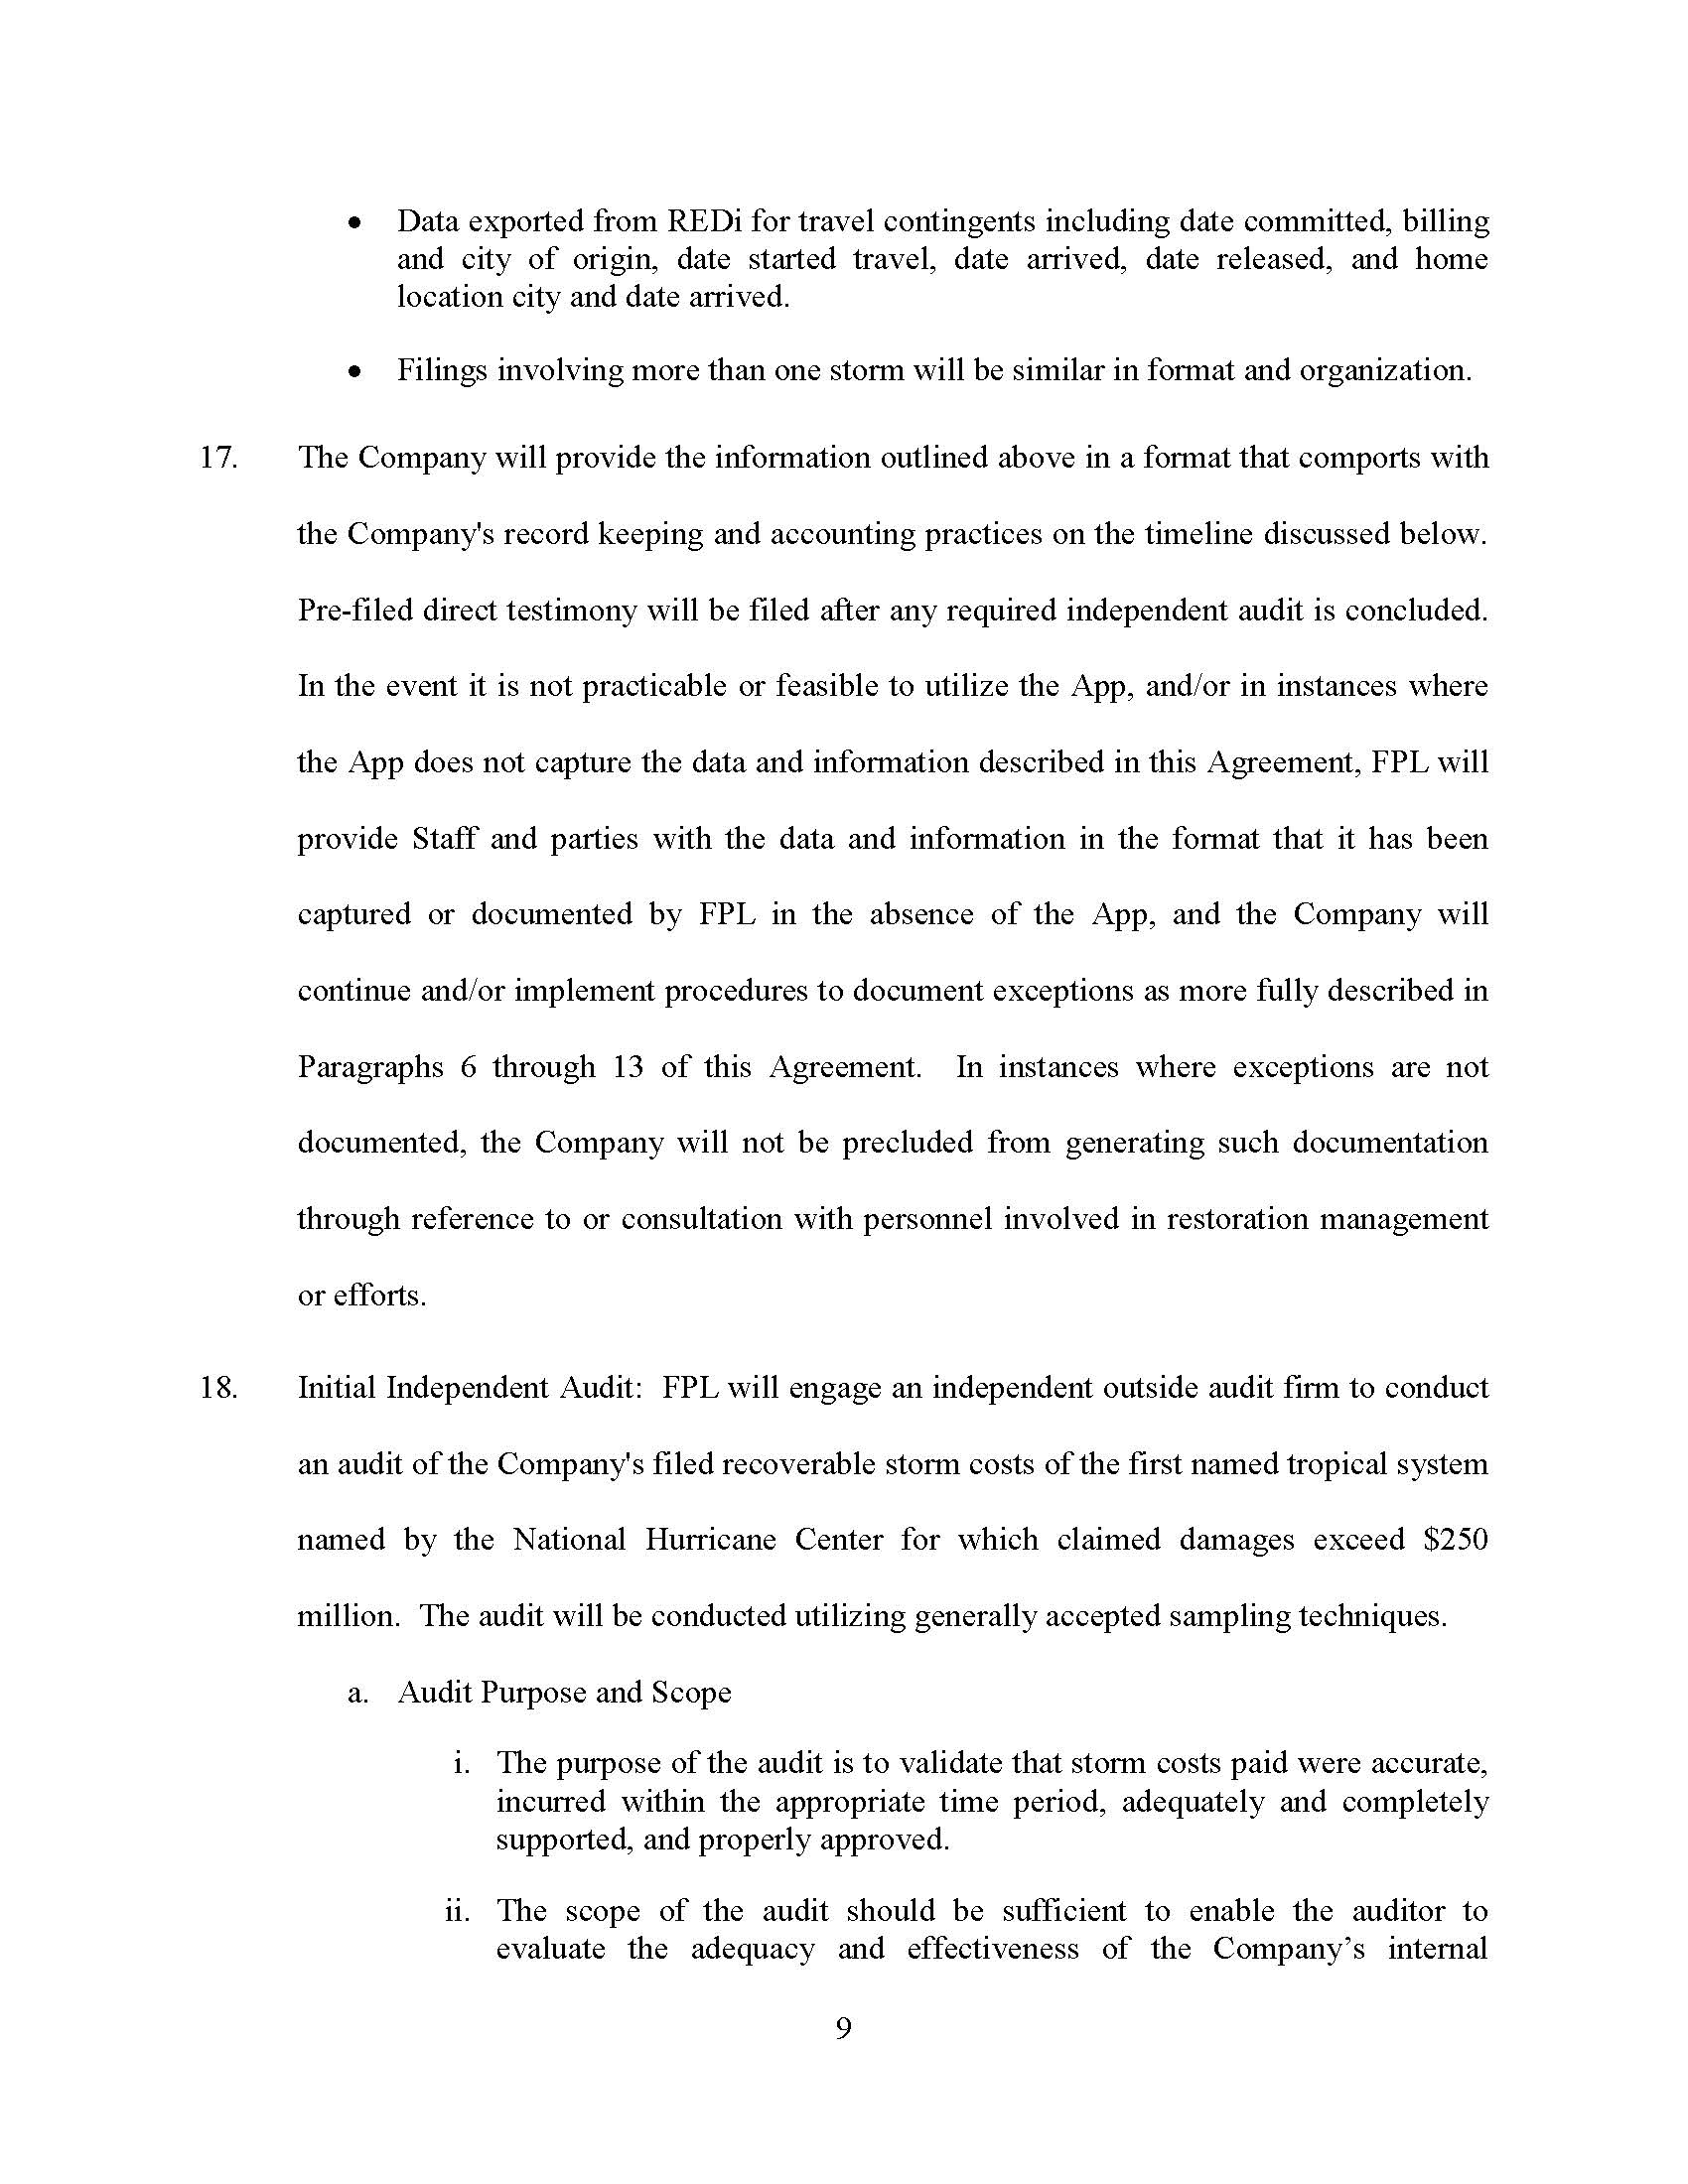 • Data exported from REDi for travel contingents including date committed, billing
and city of origin, date started travel, date arrived, date released, and home
location city and date arrived.
• Filings involving more than one storm will be similar in format and organization.
17. The Company will provide the information outlined above in a format that comports with
the Company's record keeping and accounting practices on the timeline discussed below.
Pre-filed direct testimony will be filed after any required independent audit is concluded.
In the event it is not practicable or feasible to utilize the App, and/or in instances where
the App does not capture the data and information described in this Agreement, FPL will
provide Staff and parties with the data and information in the format that it has been
captured or documented by FPL in the absence of the App, and the Company will
continue and/or implement procedures to document exceptions as more fully described in
Paragraphs 6 through 13 of this Agreement. In instances where exceptions are not
documented, the Company will not be precluded from generating such documentation
through reference to or consultation with personnel involved in restoration management
or efforts.
18. Initial Independent Audit: FPL will engage an independent outside audit firm to conduct
an audit of the Company's filed recoverable storm costs of the first named tropical system
named by the National Hurricane Center for which claimed damages exceed $250
million. The audit will be conducted utilizing generally accepted sampling techniques.
a. Audit Purpose and Scope
i. The purpose of the audit is to validate that storm costs paid were accurate,
incurred within the appropriate time period, adequately and completely
supported, and properly approved.
ii. The scope of the audit should be sufficient to enable the auditor to
evaluate the adequacy and effectiveness of the Company’s internal
9